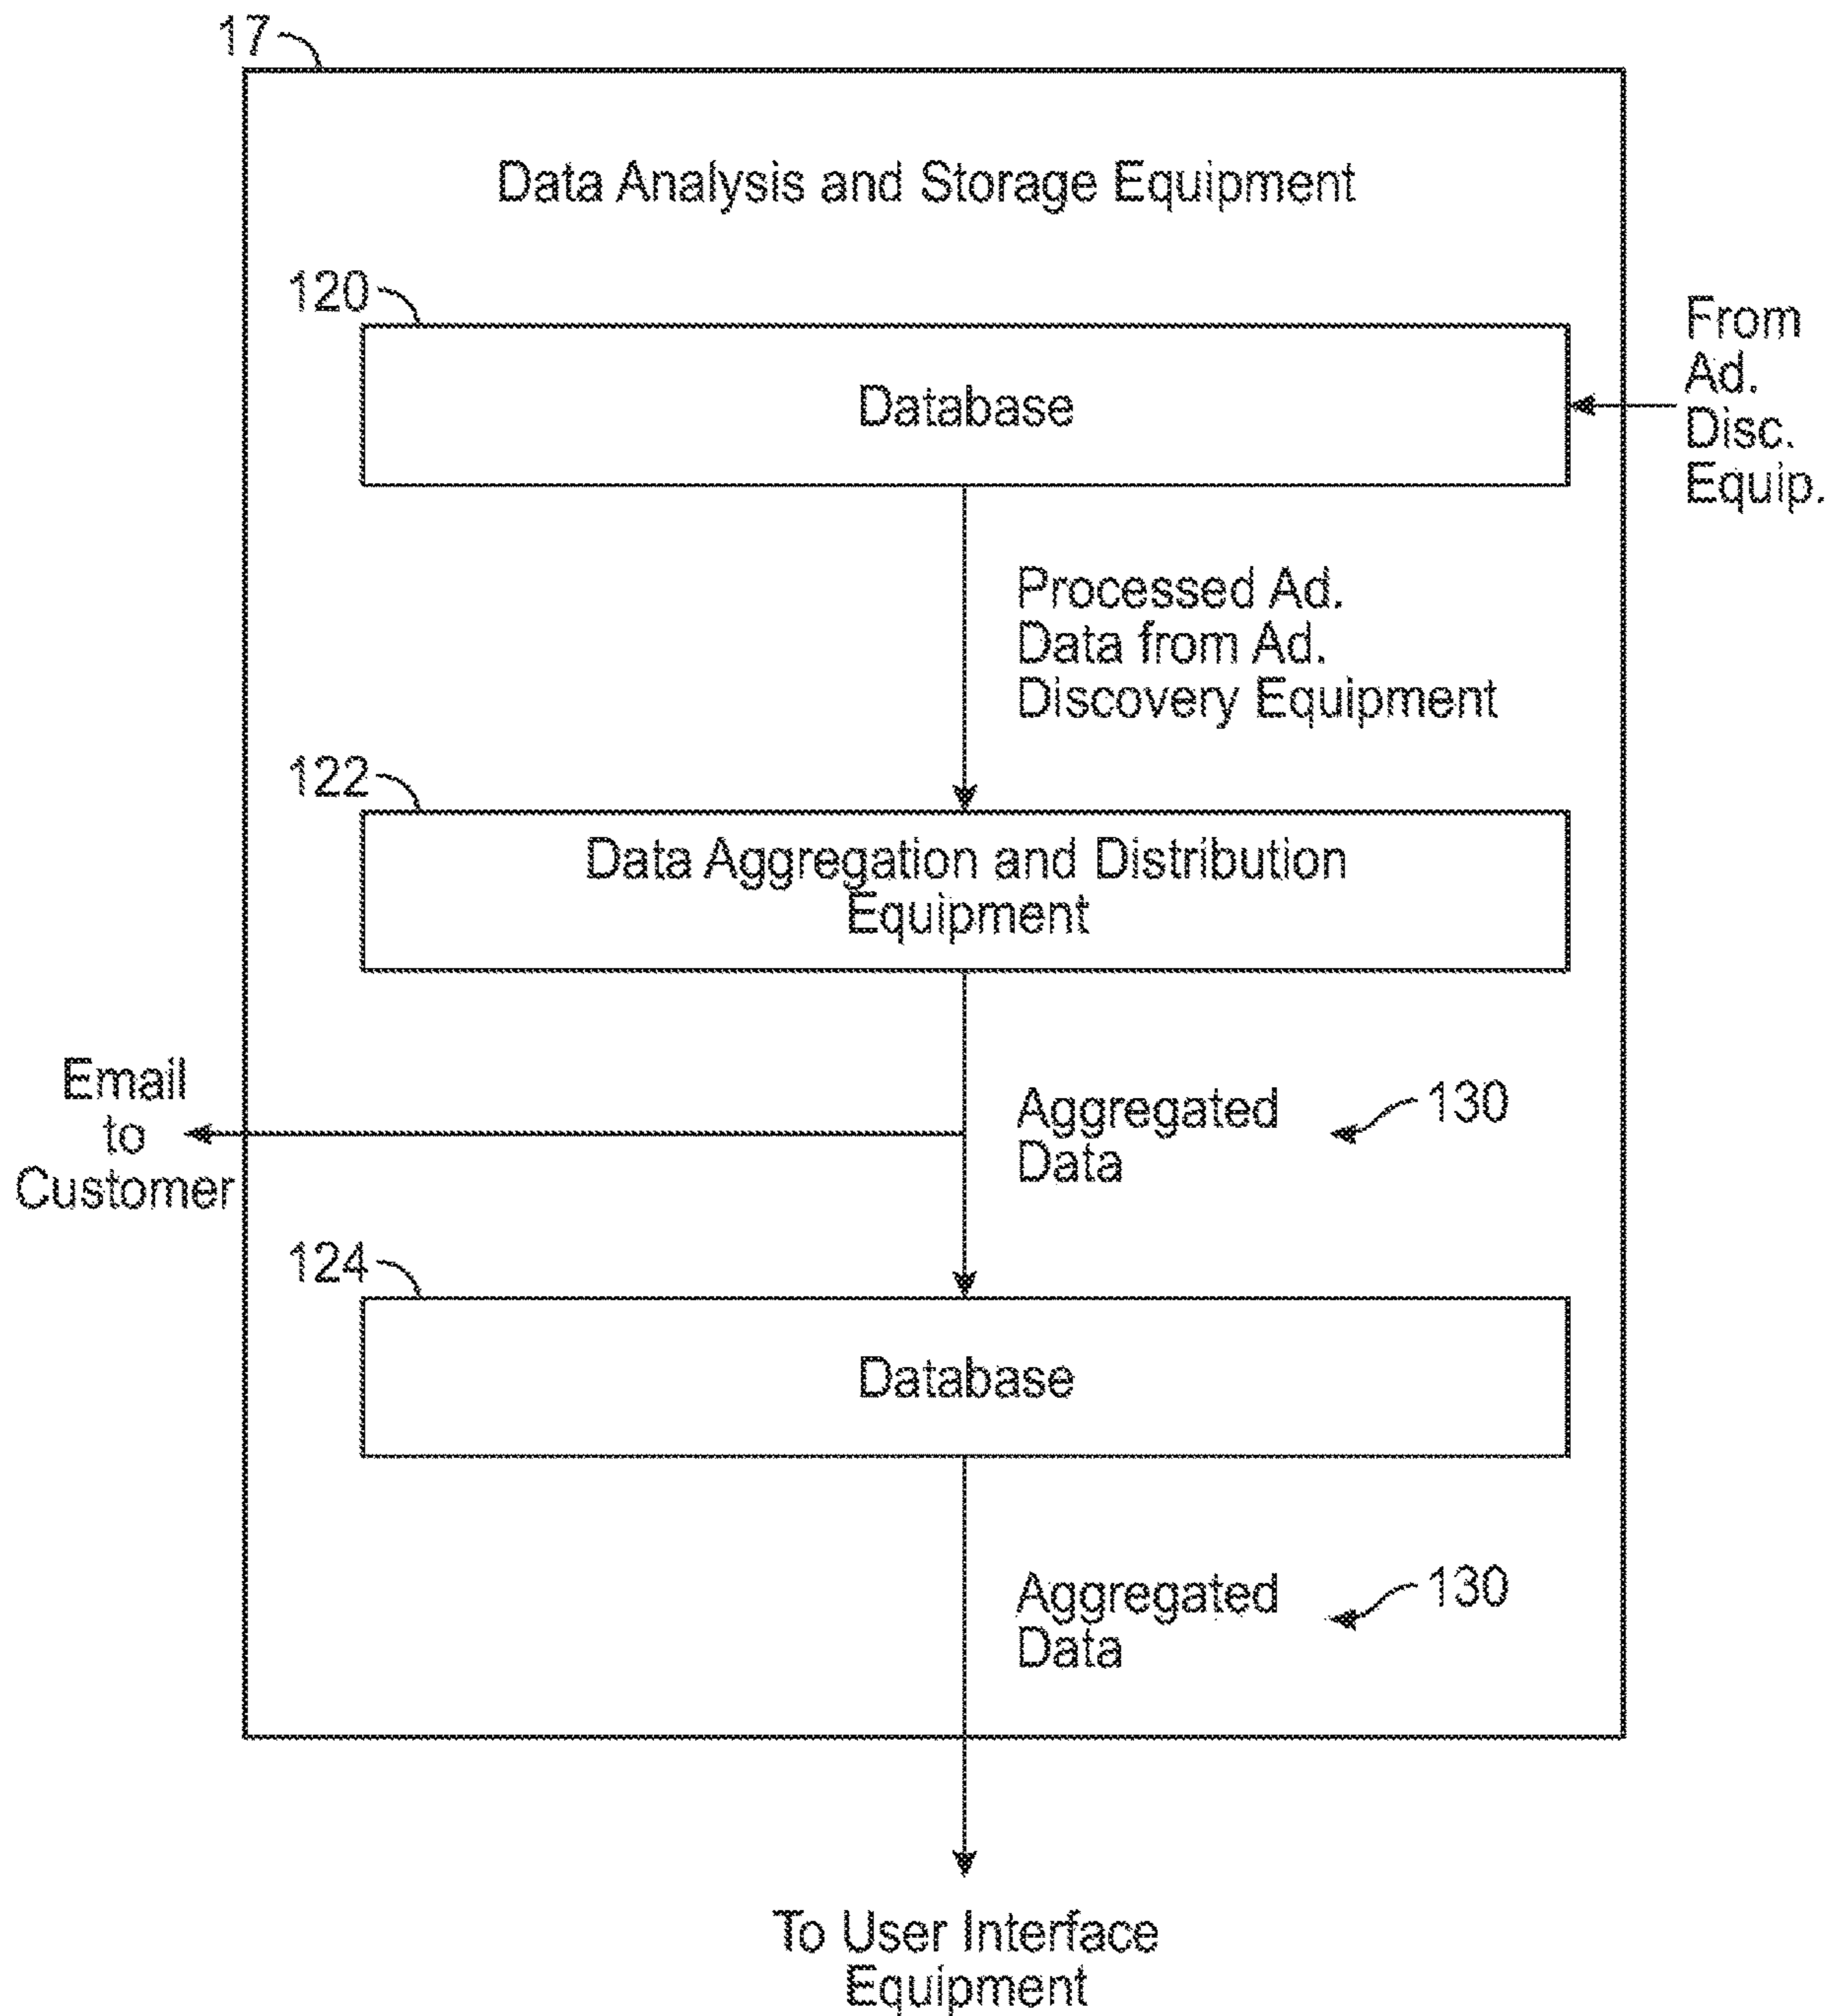 17
Data Analysis and Storage Equipment
120
Database
From
Ad.
Disc.
Equip.
Processed Ad.
Data from Ad.
Discovery Equipment
122
Data Aggregation and Distribution
Equipment
Email
to
Customer
Aggregated
Data
130
124
Database
Aggregated
Data
130
To User Interface
Equipment